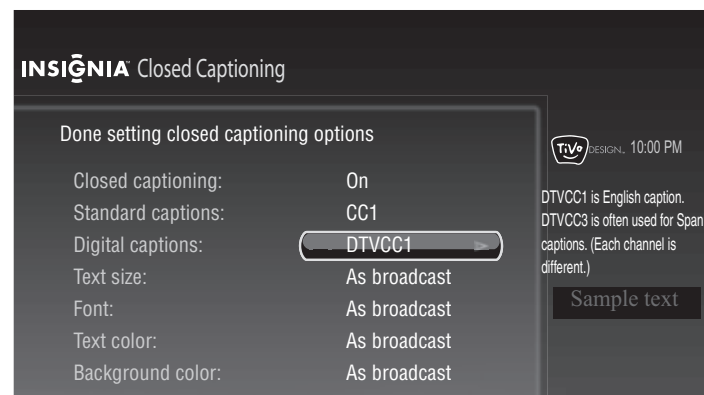 INSIGNIA™ Closed Captioning
Done setting closed captioning options
Closed captioning: On
Standard captions: CC1
Digital captions: DTVCC1
Text size: As broadcast
Font: As broadcast
Text color: As broadcast
Background color: As broadcast
TiVo DESIGN™ 10:00 PM
DTVCC1 is English caption.
DTVCC3 is often used for Span
captions. (Each channel is
different.)
Sample text